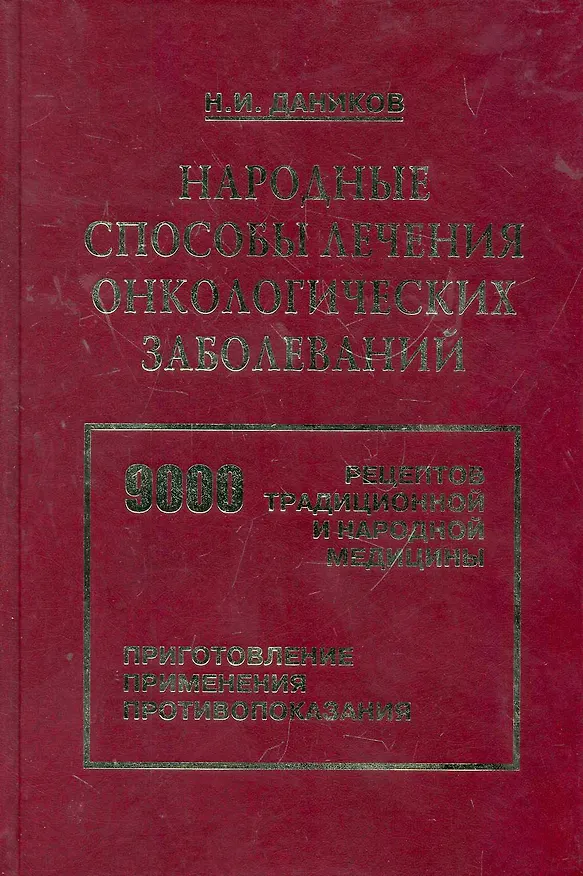 Н.И. ДАНИКОВ
НАРОДНЫЕ
СПОСОБЫ ЛЕЧЕНИЯ
ОНКОЛОГИЧЕСКИХ
ЗАБОЛЕВАНИЙ
9000 РЕЦЕПТОВ
ТРАДИЦИОННОЙ
И НАРОДНОЙ
МЕДИЦИНЫ
ПРИГОТОВЛЕНИЕ
ПРИМЕНЕНИЯ
ПРОТИВОПОКАЗАНИЯ